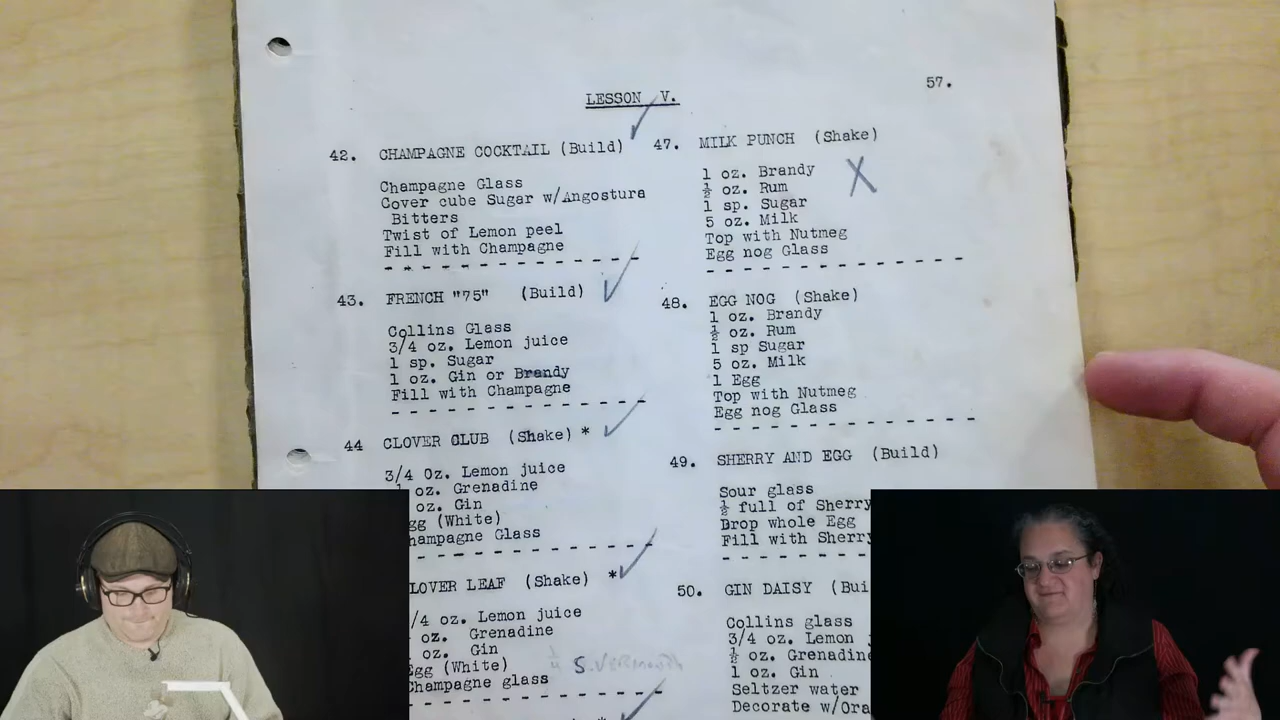 57.
LESSON V.
42. CHAMPAGNE COCKTAIL (Build)
Champagne Glass
Cover cube Sugar w/Angostura
Bitters
Twist of Lemon peel
Fill with Champagne
43. FRENCH "75" (Build)
Collins Glass
3/4 oz. Lemon juice
1 sp. Sugar
1 oz. Gin or Brandy
Fill with Champagne
44 CLOVER CLUB (Shake) *
3/4 Oz. Lemon juice
oz. Grenadine
oz. Gin
gg (White)
hampagne Glass
LOVER LEAF (Shake) *
/4 oz. Lemon juice
oz. Grenadine
oz. Gin
gg (White) S. Vermouth
Champagne glass
*
47. MILK PUNCH (Shake)
X
1 oz. Brandy
½ oz. Rum
1 sp. Sugar
5 oz. Milk
Top with Nutmeg
Egg nog Glass
48. EGG NOG (Shake)
1 oz. Brandy
½ oz. Rum
1 sp Sugar
5 oz. Milk
1 Egg
Top with Nutmeg
Egg nog Glass
49. SHERRY AND EGG (Build)
Sour glass
½ full of Sherry
Drop whole Egg
Fill with Sherry
50. GIN DAISY (Bui
Collins glass
3/4 oz. Lemon
½ oz. Grenadine
1 oz. Gin
Seltzer water
Decorate w/Ora